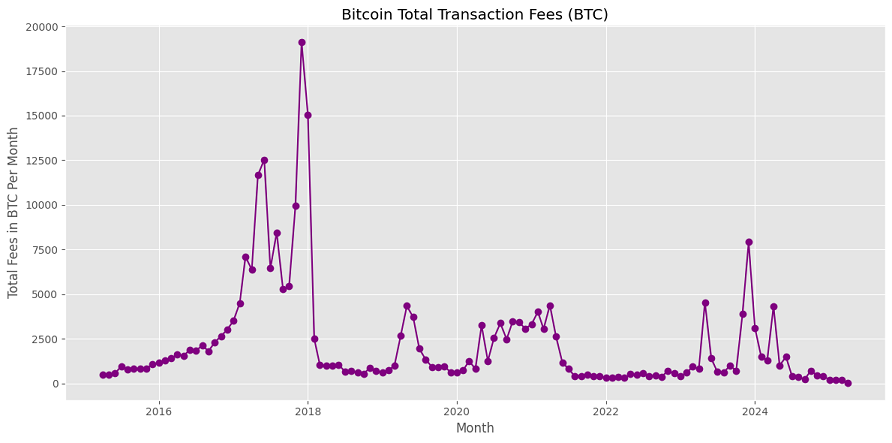 Bitcoin Total Transaction Fees (BTC)
20000
17500
15000
12500
10000
7500
5000
2500
0
Total Fees in BTC Per Month
2016 2018 2020 2022 2024
Month